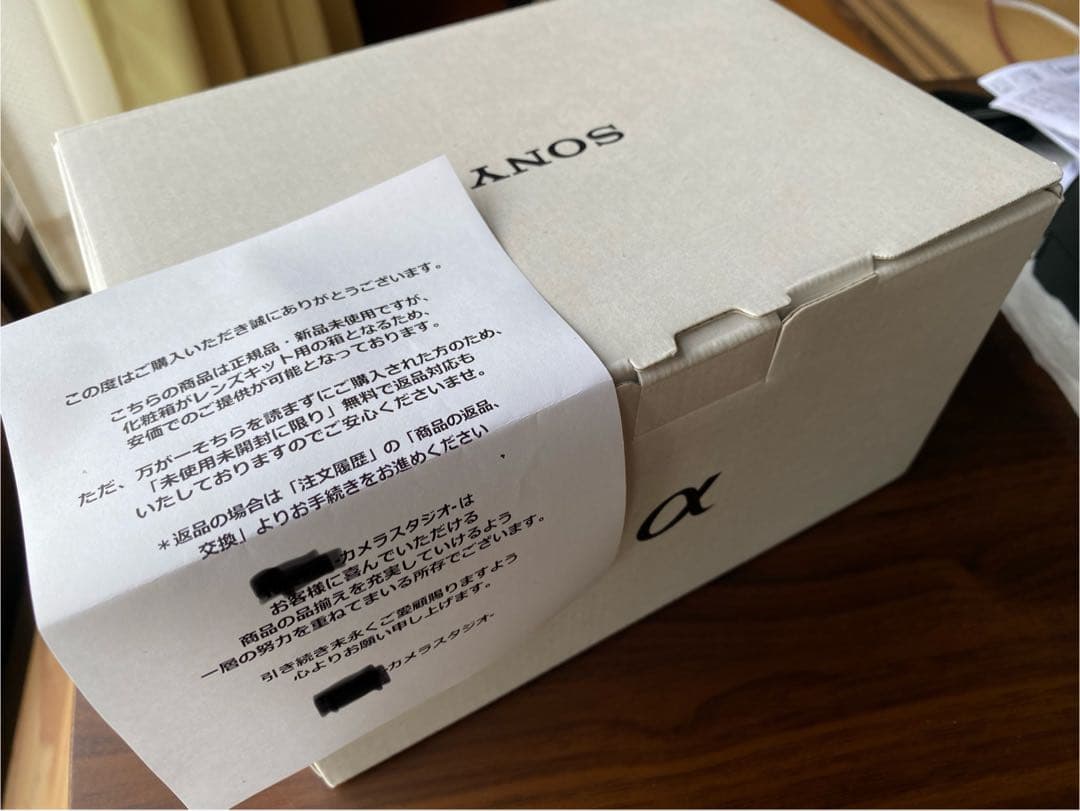 SONY
この度はご購入いただき誠にありがとうございます。
こちらの商品は正規品・新品未使用ですが、
化粧箱がレンズキット用の箱となるため、
安価でのご提供が可能となっております。
ただ、万が一そちらを読まずにご購入された方のため、
「未使用未開封に限り」無料で返品対応も
いたしておりますのでご安心くださいませ。
＊返品の場合は「注文履歴」の「商品の返品、
交換」よりお手続きをお進めください
カメラスタジオ-は
お客様に喜んでいただける
商品の品揃えを充実していけるよう
一層の努力を重ねてまいる所存でございます。
引き続き末永くご愛顧賜りますよう
心よりお願い申し上げます。
カメラスタジオ-
α